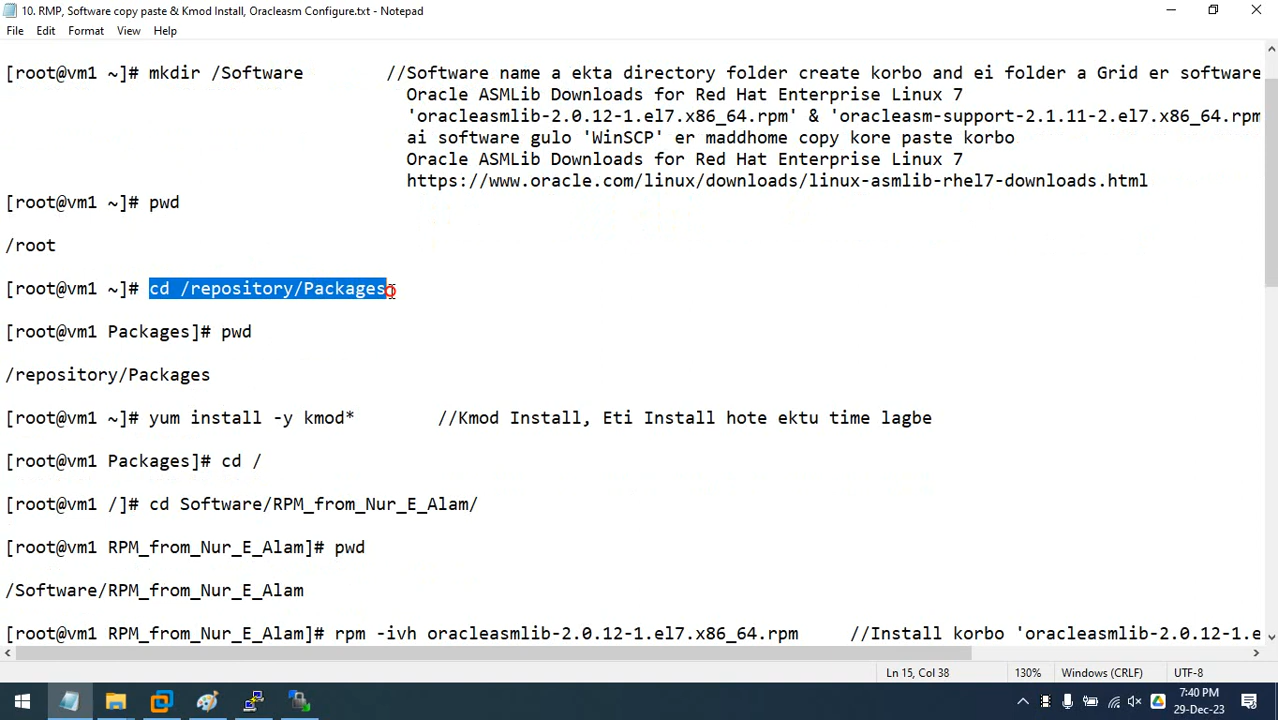 10. RMP, Software copy paste & Kmod Install, Oracleasm Configure.txt - Notepad
File Edit Format View Help
[root@vm1 ~]# mkdir /Software //Software name a ekta directory folder create korbo and ei folder a Grid er software
Oracle ASMLib Downloads for Red Hat Enterprise Linux 7
'oracleasmlib-2.0.12-1.el7.x86_64.rpm' & 'oracleasm-support-2.1.11-2.el7.x86_64.rpm
ai software gulo 'WinSCP' er maddhome copy kore paste korbo
Oracle ASMLib Downloads for Red Hat Enterprise Linux 7
https://www.oracle.com/linux/downloads/linux-asmlib-rhel7-downloads.html
[root@vm1 ~]# pwd
/root
[root@vm1 ~]# cd /repository/Packages
[root@vm1 Packages]# pwd
/repository/Packages
[root@vm1 Packages]# yum install -y kmod* //Kmod Install, Eti Install hote ektu time lagbe
[root@vm1 Packages]# cd /
[root@vm1 /]# cd Software/RPM_from_Nur_E_Alam/
[root@vm1 RPM_from_Nur_E_Alam]# pwd
/Software/RPM_from_Nur_E_Alam
[root@vm1 RPM_from_Nur_E_Alam]# rpm -ivh oracleasmlib-2.0.12-1.el7.x86_64.rpm //Install korbo 'oracleasmlib-2.0.12-1.e
Ln 15, Col 38 130% Windows (CRLF) UTF-8
7:40 PM
29-Dec-23